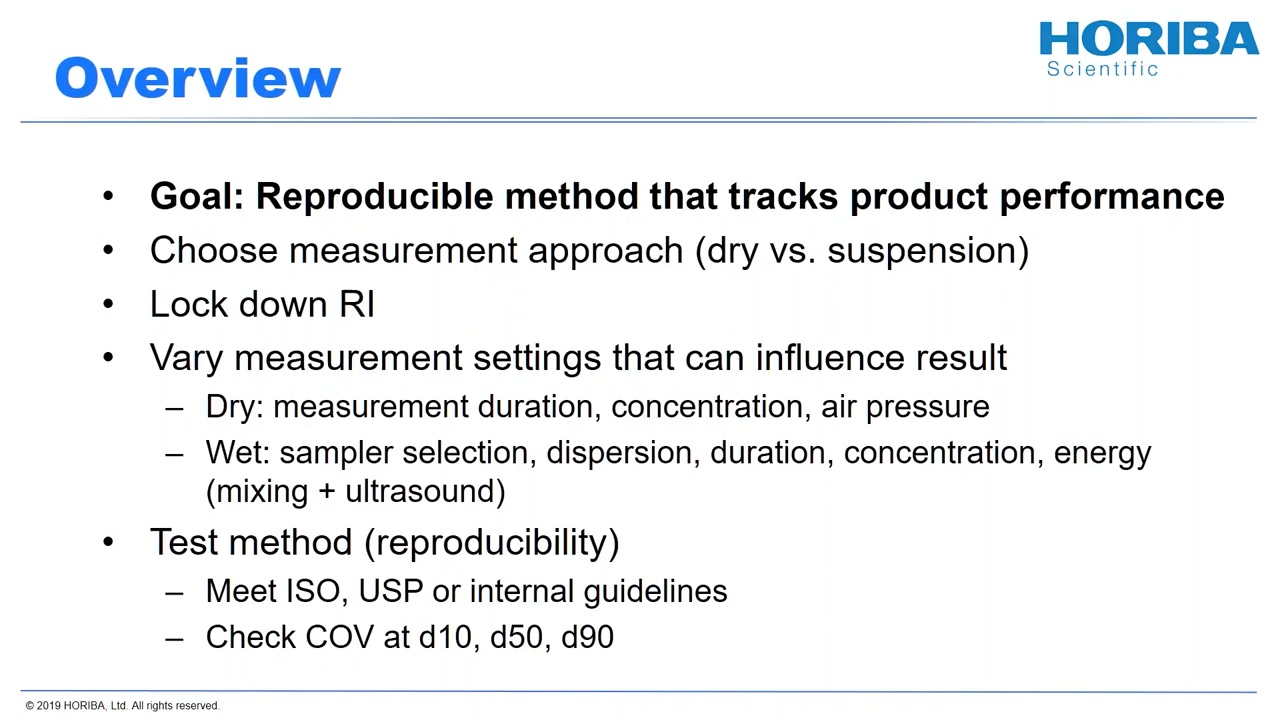 HORIBA
Scientific
Overview
• Goal: Reproducible method that tracks product performance
• Choose measurement approach (dry vs. suspension)
• Lock down RI
• Vary measurement settings that can influence result
– Dry: measurement duration, concentration, air pressure
– Wet: sampler selection, dispersion, duration, concentration, energy
(mixing + ultrasound)
• Test method (reproducibility)
– Meet ISO, USP or internal guidelines
– Check COV at d10, d50, d90
© 2019 HORIBA, Ltd. All rights reserved.